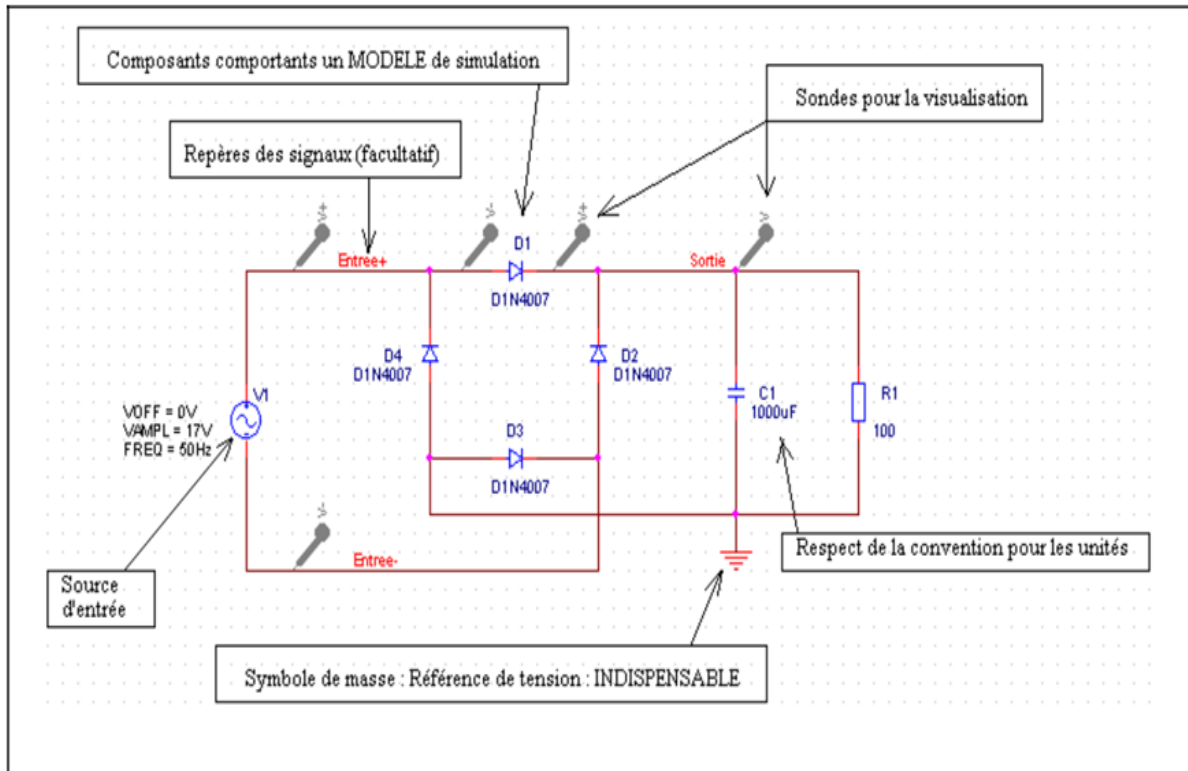 Composants comportants un MODELE de simulation
Sondes pour la visualisation
Repères des signaux (facultatif)
V+
V-
V+
V
D1
Entree+
Sortie
D1N4007
D4
D1N4007
D2
D1N4007
V1
VOFF = 0V
VAMPL = 17V
FREQ = 50Hz
C1
1000uF
R1
100
D3
D1N4007
V-
Entree-
Respect de la convention pour les unités
Source
d'entrée
Symbole de masse : Référence de tension : INDISPENSABLE